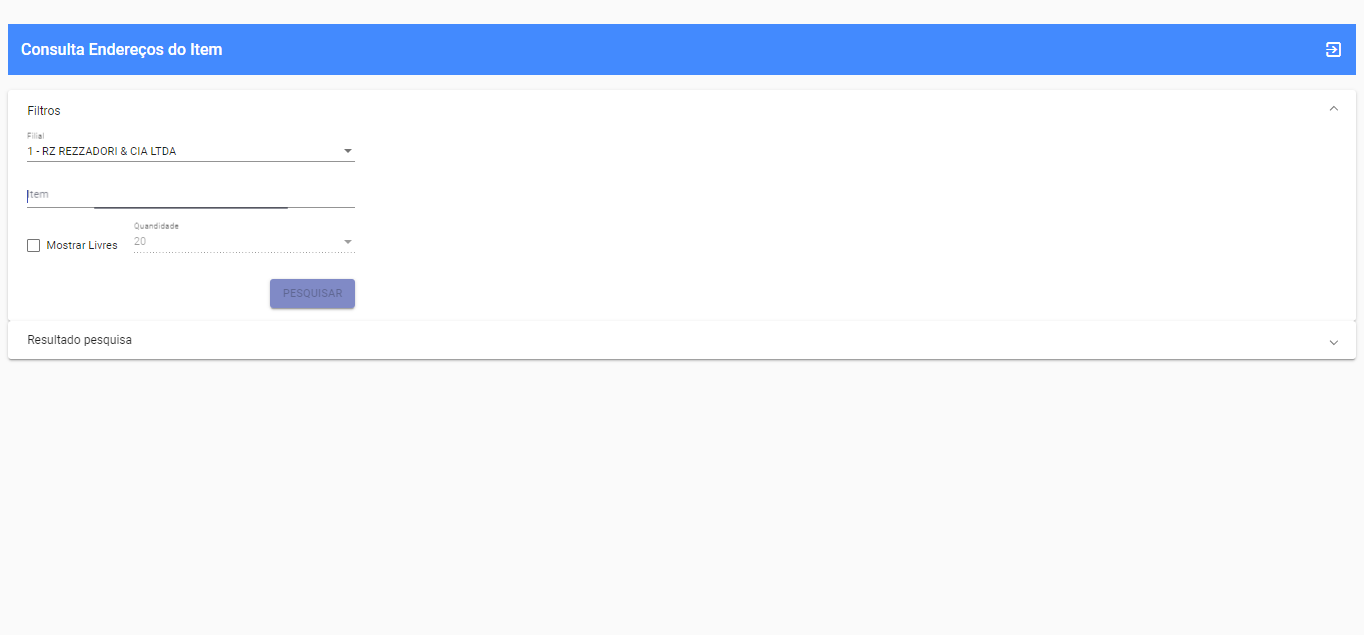 Consulta Endereços do Item
Filtros
Filial
1 - RZ REZZADORI & CIA LTDA
Item
Quandidade
Mostrar Livres
20
PESQUISAR
Resultado pesquisa